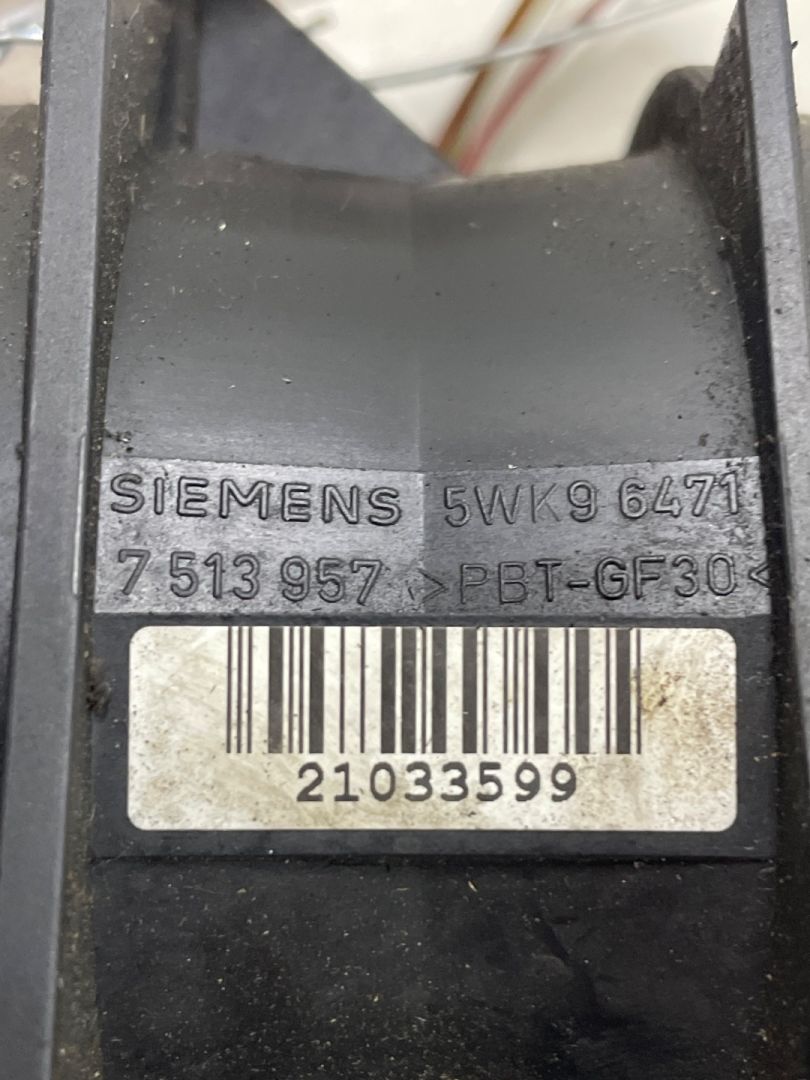 SIEMENS 5WK9 6471
7 513 957 >PBT-GF30<
21033599